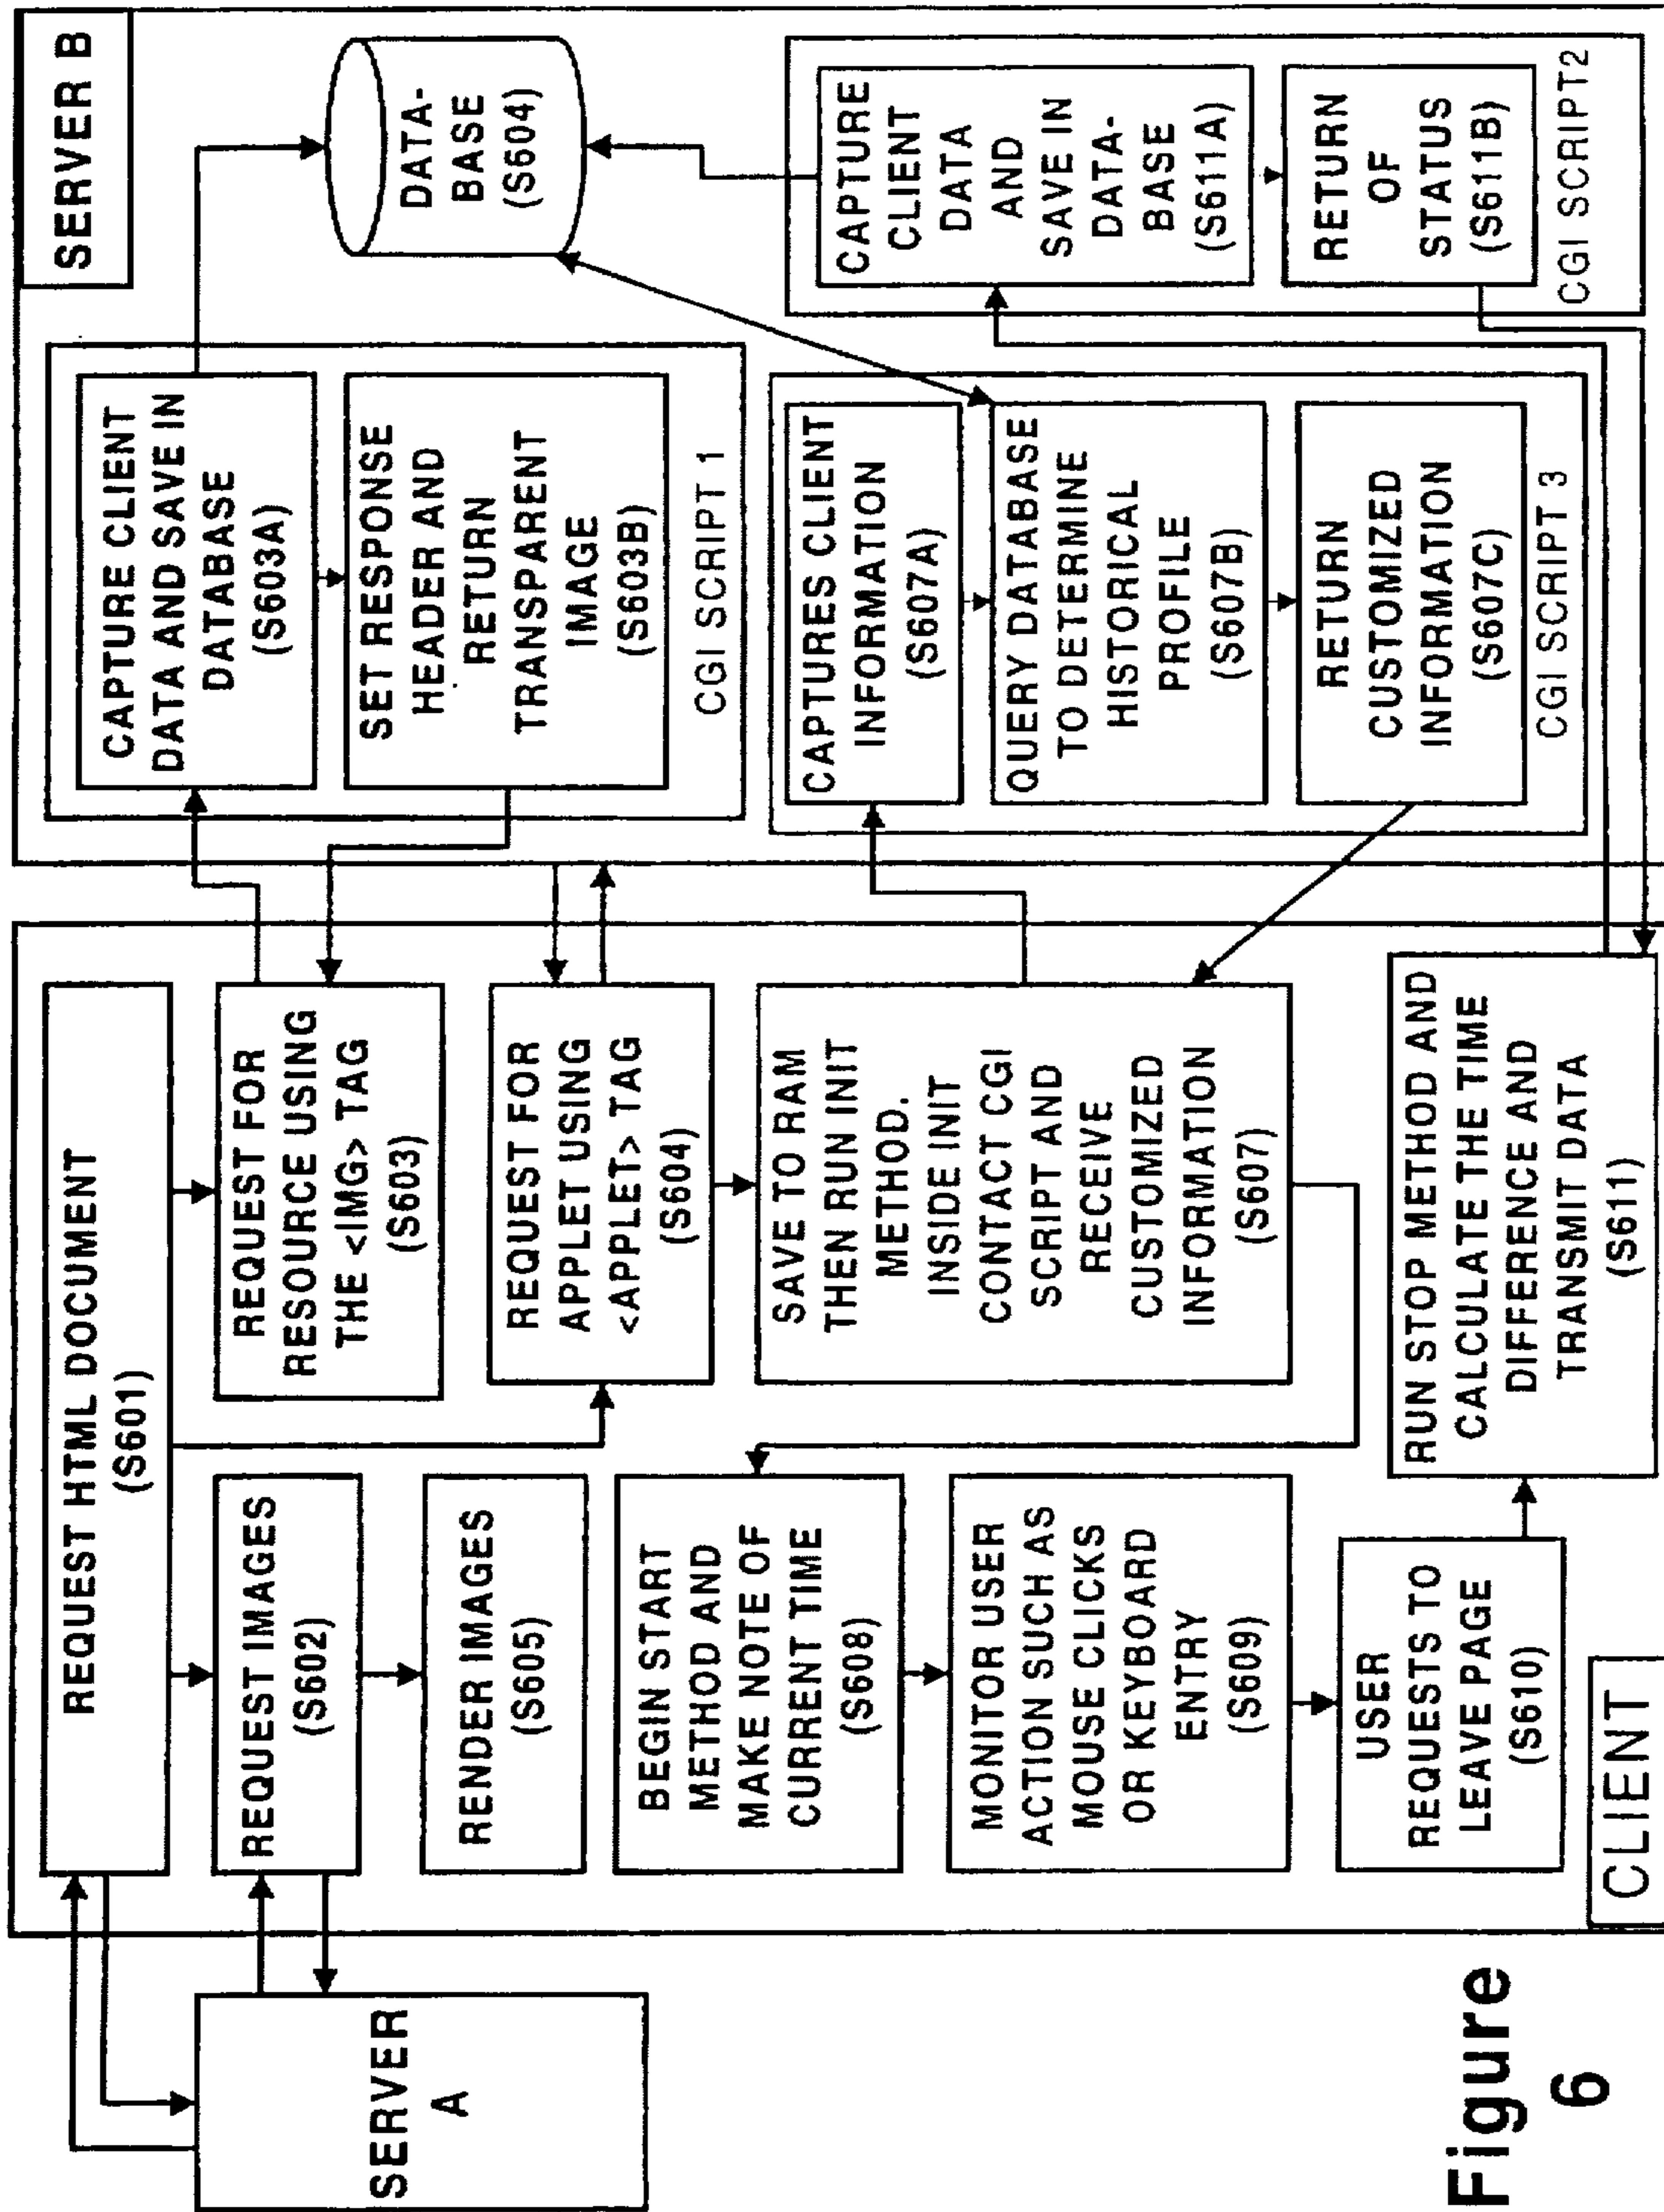 SERVER
A
REQUEST HTML DOCUMENT
(S601)
REQUEST IMAGES
(S602)
RENDER IMAGES
(S605)
BEGIN START
METHOD AND
MAKE NOTE OF
CURRENT TIME
(S608)
MONITOR USER
ACTION SUCH AS
MOUSE CLICKS
OR KEYBOARD
ENTRY
(S609)
USER
REQUESTS TO
LEAVE PAGE
(S610)
CLIENT
REQUEST FOR
RESOURCE USING
THE <IMG> TAG
(S603)
REQUEST FOR
APPLET USING
<APPLET> TAG
(S604)
SAVE TO RAM
THEN RUN INIT
METHOD.
INSIDE INIT
CONTACT CGI
SCRIPT AND
RECEIVE
CUSTOMIZED
INFORMATION
(S607)
RUN STOP METHOD AND
CALCULATE THE TIME
DIFFERENCE AND
TRANSMIT DATA
(S611)
SERVER B
CAPTURE CLIENT
DATA AND SAVE IN
DATABASE
(S603A)
SET RESPONSE
HEADER AND
RETURN
TRANSPARENT
IMAGE
(S603B)
CGI SCRIPT 1
CAPTURES CLIENT
INFORMATION
(S607A)
QUERY DATABASE
TO DETERMINE
HISTORICAL
PROFILE
(S607B)
RETURN
CUSTOMIZED
INFORMATION
(S607C)
CGI SCRIPT 3
DATA-
BASE
(S604)
CAPTURE
CLIENT
DATA
AND
SAVE IN
DATA-
BASE
(S611A)
RETURN
OF
STATUS
(S611B)
CGI SCRIPT2
Figure
6